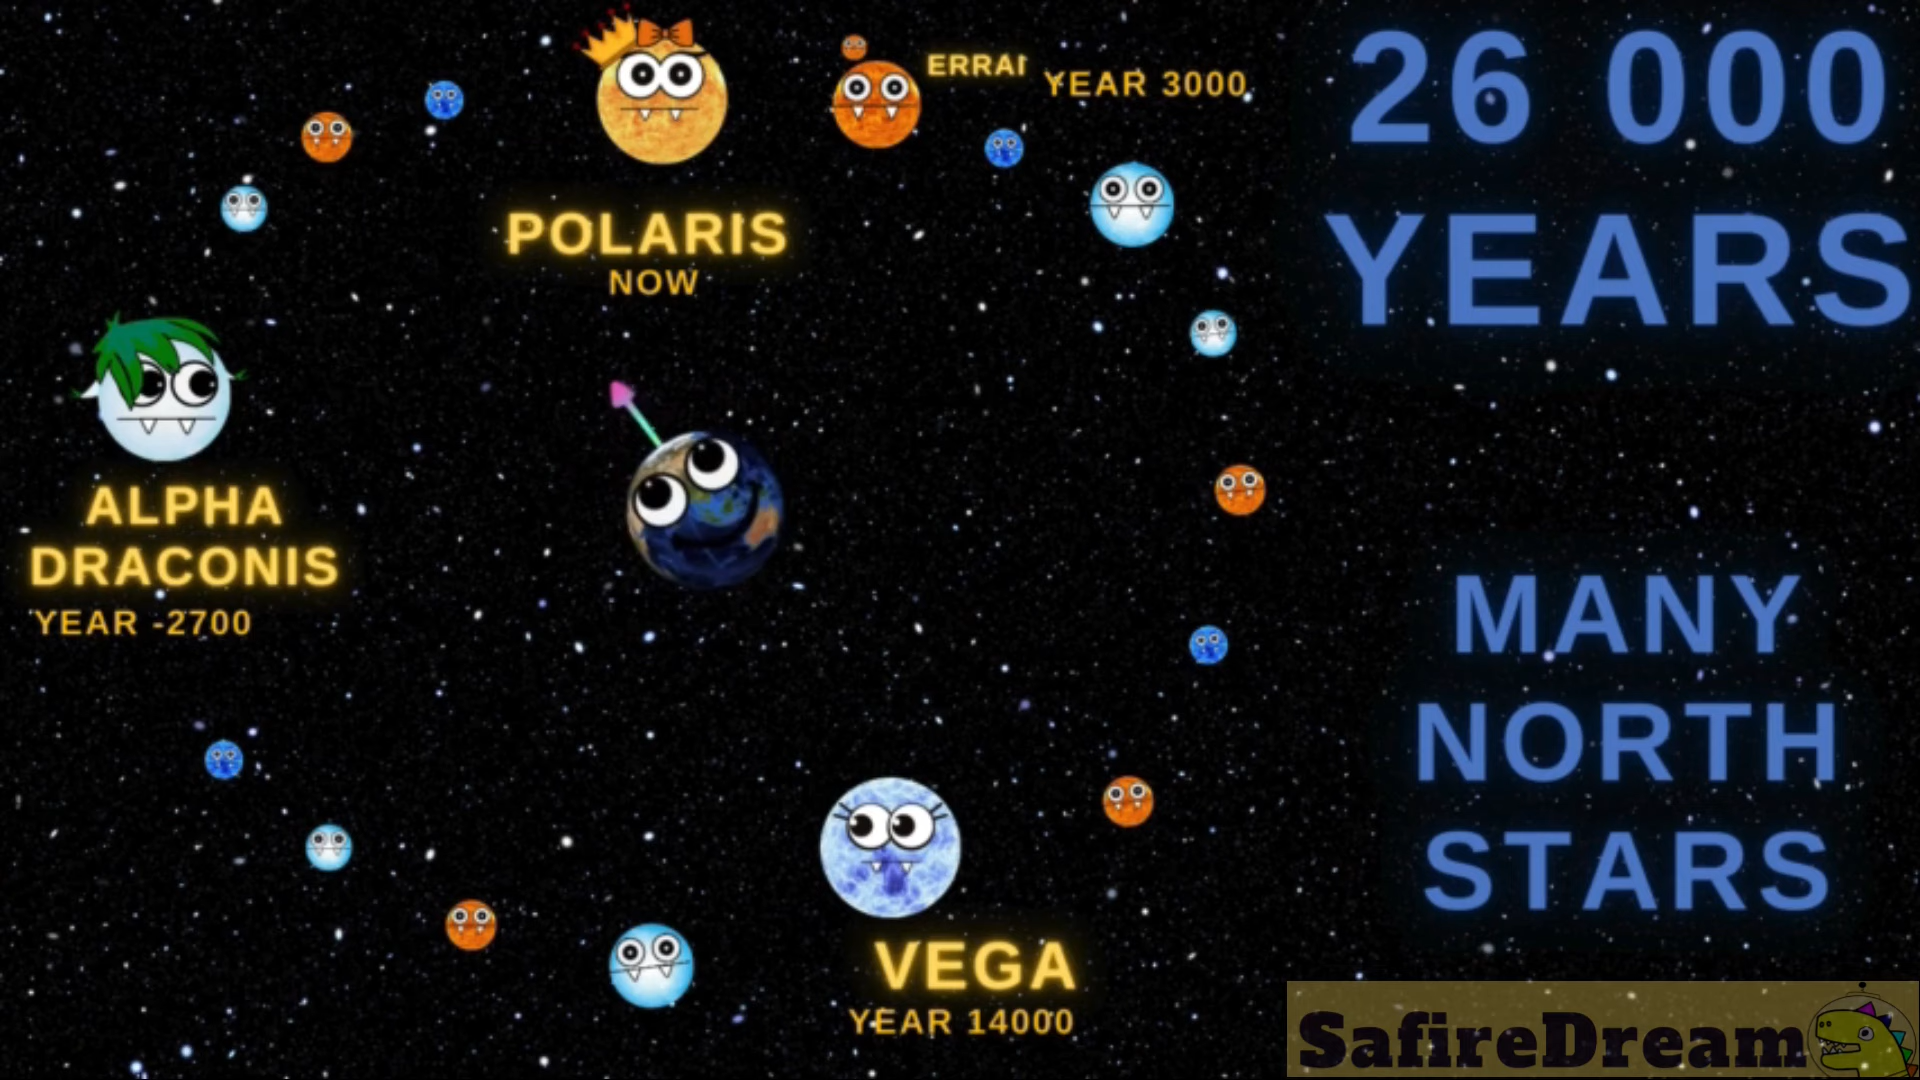 ERRAI
YEAR 3000
26 000
YEARS
POLARIS
NOW
ALPHA
DRACONIS
YEAR -2700
MANY
NORTH
STARS
VEGA
YEAR 14000
SafireDream